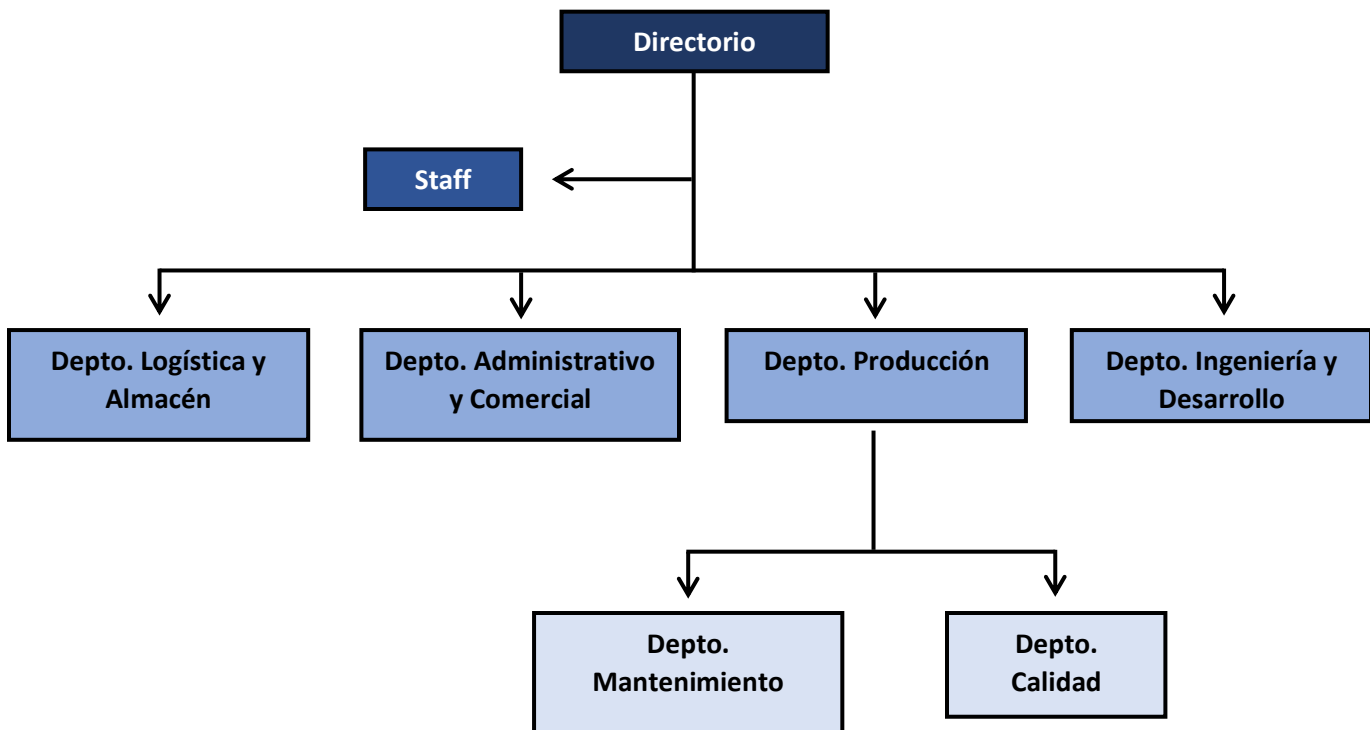 Directorio
Staff
Depto. Logística y
Almacén
Depto. Administrativo
y Comercial
Depto. Producción
Depto. Ingeniería y
Desarrollo
Depto.
Mantenimiento
Depto.
Calidad